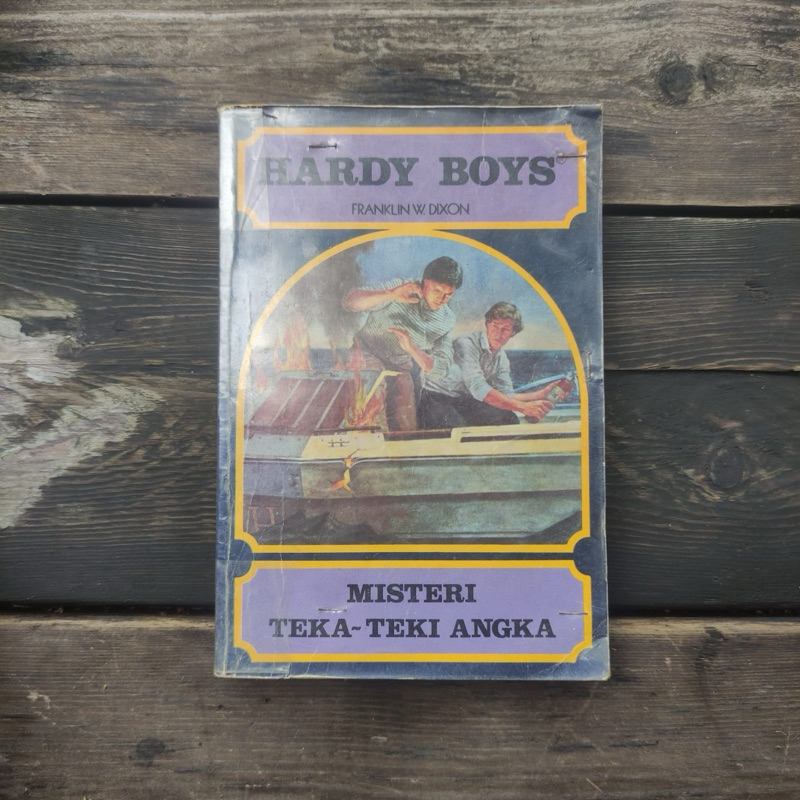 HARDY BOYS
FRANKLIN W. DIXON
MISTERI
TEKA~TEKI ANGKA